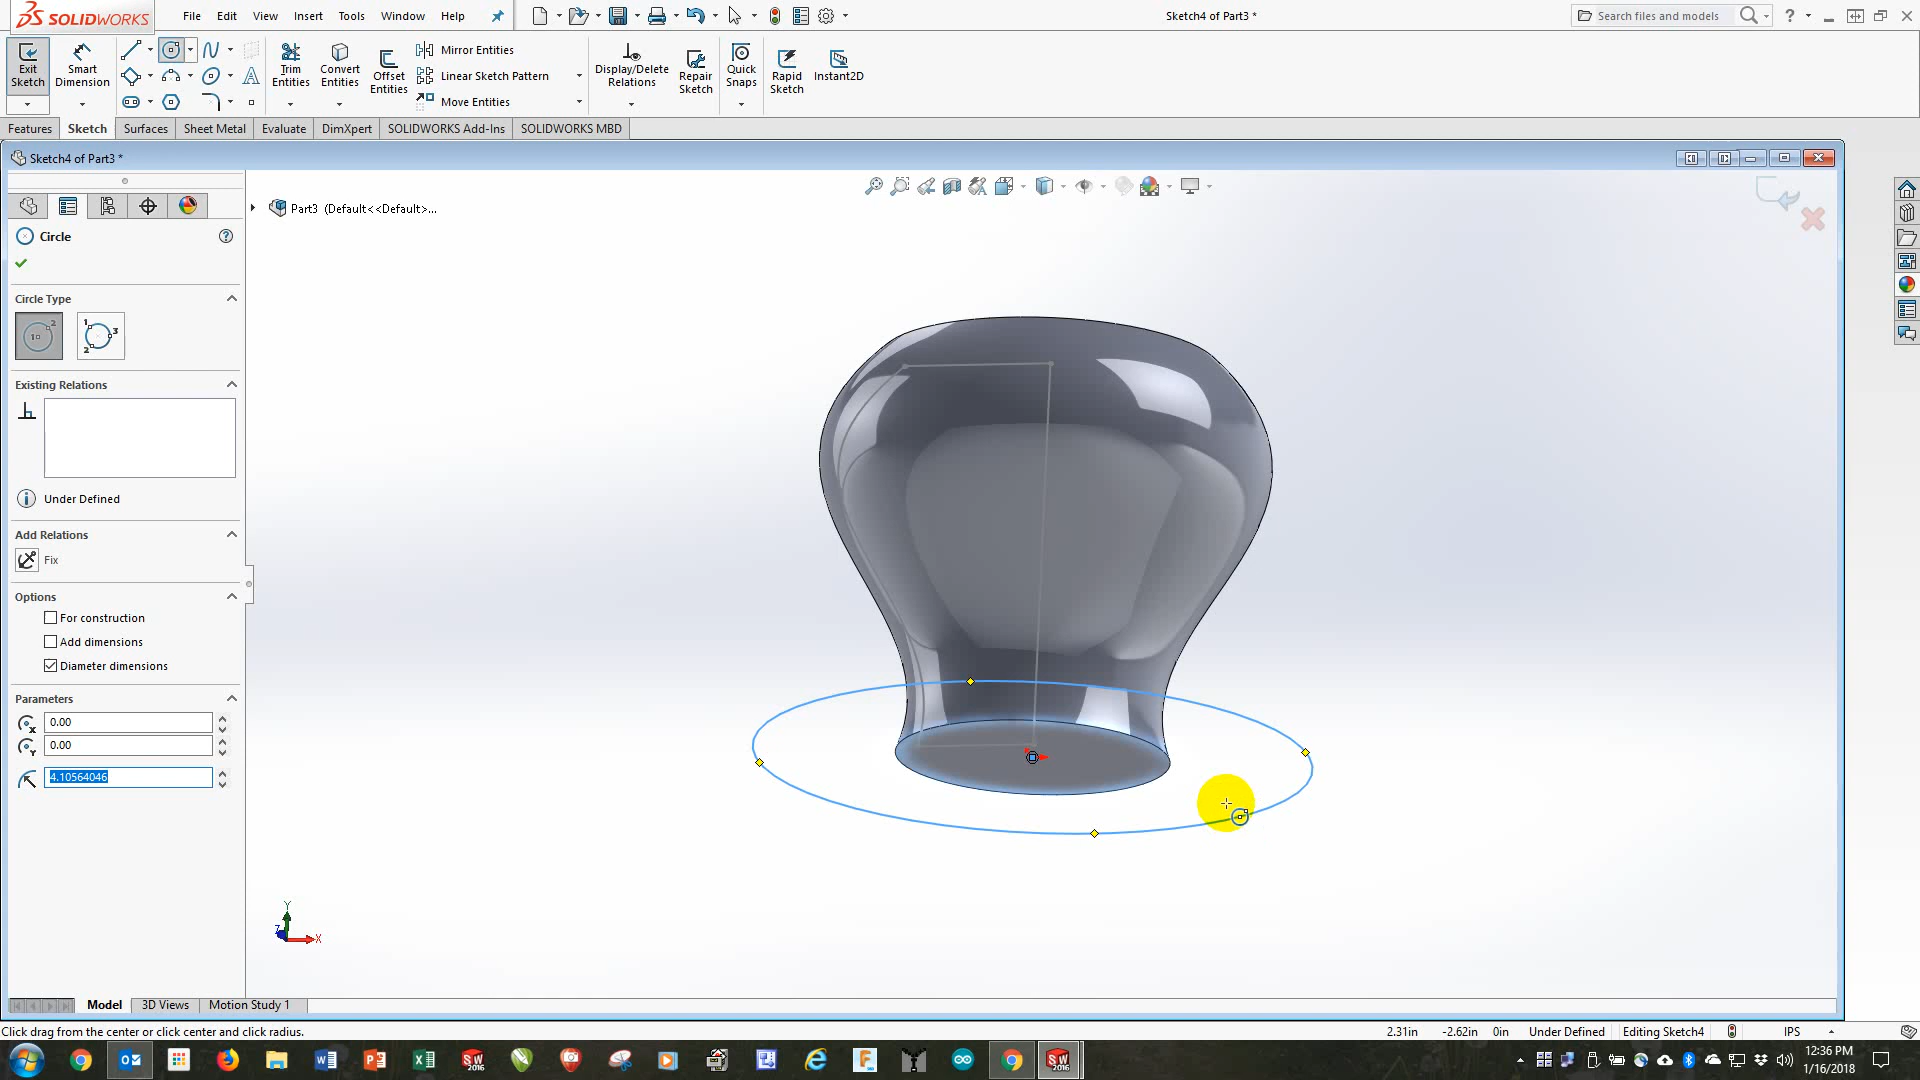 SOLIDWORKS
File Edit View Insert Tools Window Help
Sketch4 of Part3 *
Search files and models
Exit Sketch
Smart Dimension
Trim Entities
Convert Entities
Offset Entities
Mirror Entities
Linear Sketch Pattern
Move Entities
Display/Delete Relations
Repair Sketch
Quick Snaps
Rapid Sketch
Instant2D
Features Sketch Surfaces Sheet Metal Evaluate DimXpert SOLIDWORKS Add-Ins SOLIDWORKS MBD
Sketch4 of Part3 *
Part3 (Default<<Default>...
Circle
Circle Type
Existing Relations
Under Defined
Add Relations
Fix
Options
For construction
Add dimensions
Diameter dimensions
Parameters
0.00
0.00
4.10564046
Y
Z
X
Model 3D Views Motion Study 1
Click drag from the center or click center and click radius.
2.31in -2.62in 0in Under Defined Editing Sketch4 IPS
12:36 PM
1/16/2018